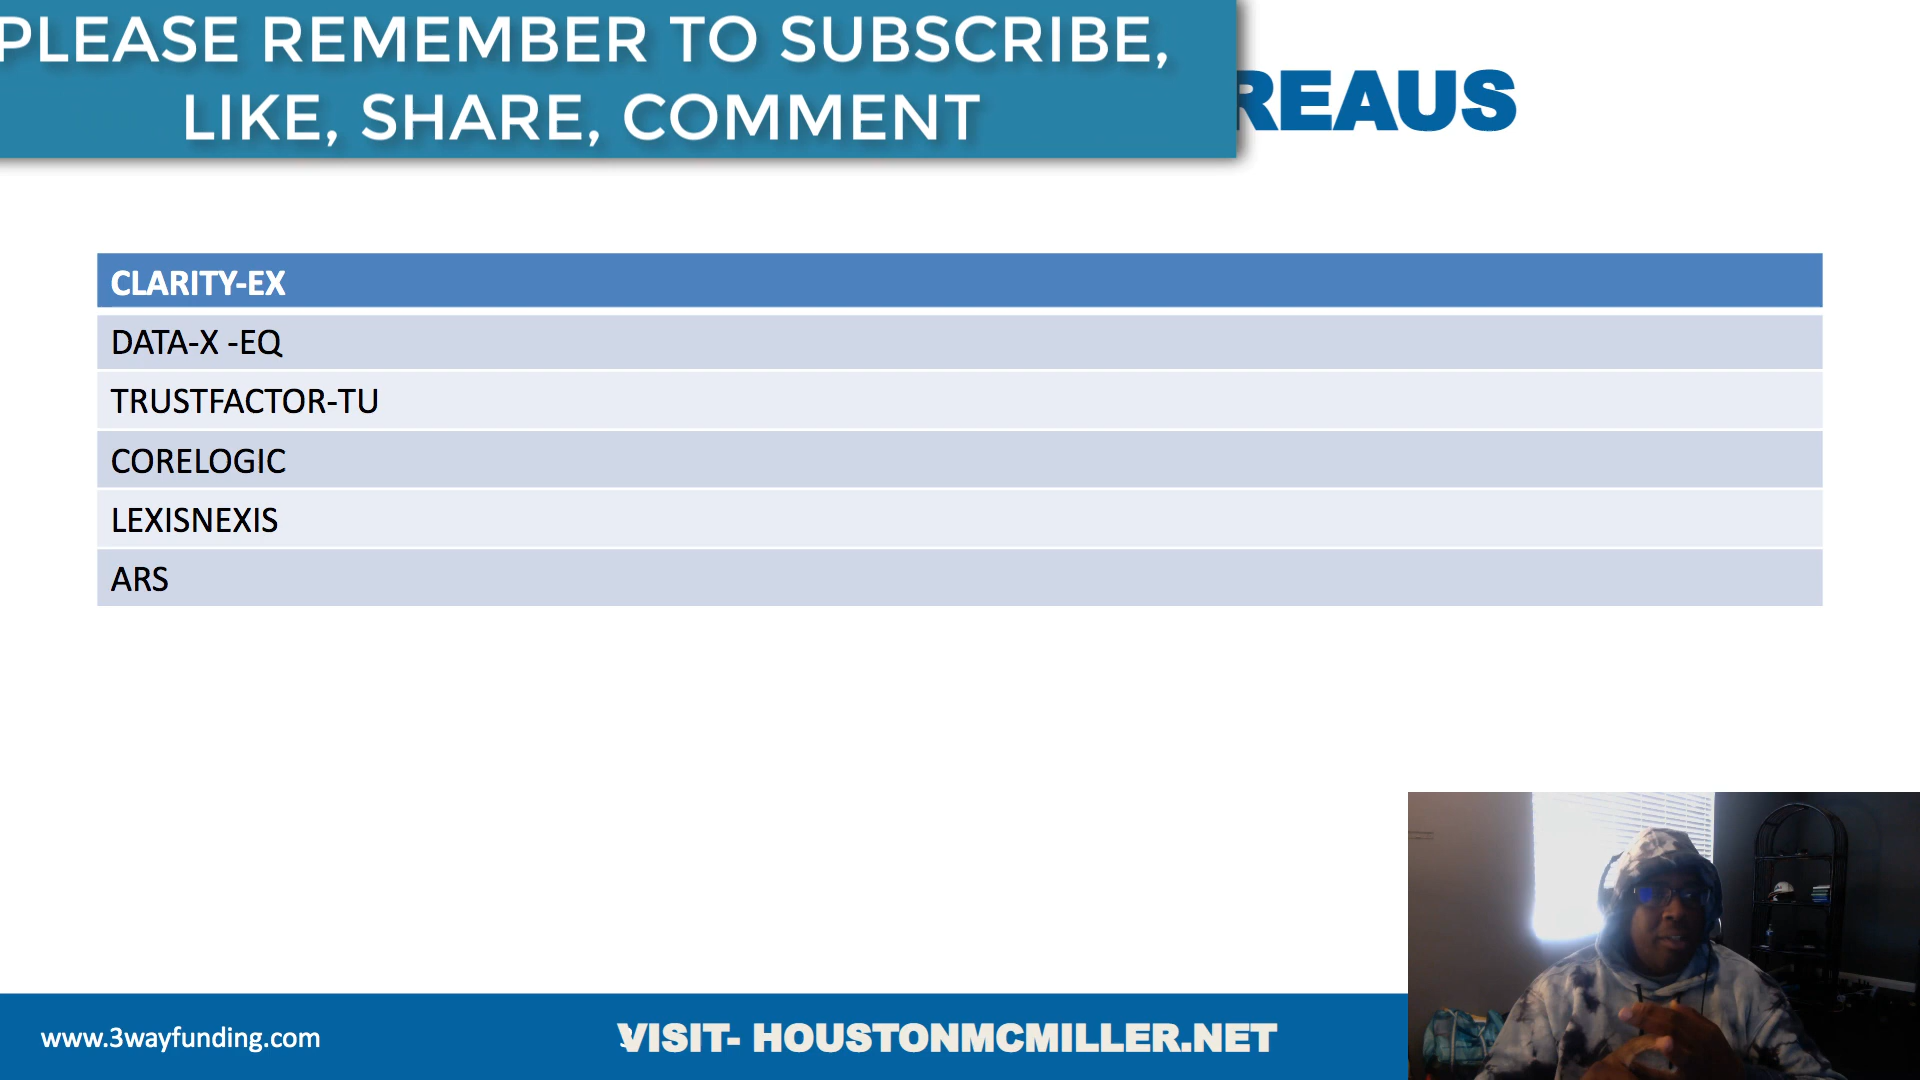 PLEASE REMEMBER TO SUBSCRIBE,
LIKE, SHARE, COMMENT
REAUS
CLARITY-EX
DATA-X -EQ
TRUSTFACTOR-TU
CORELOGIC
LEXISNEXIS
ARS
www.3wayfunding.com
VISIT- HOUSTONMCMILLER.NET